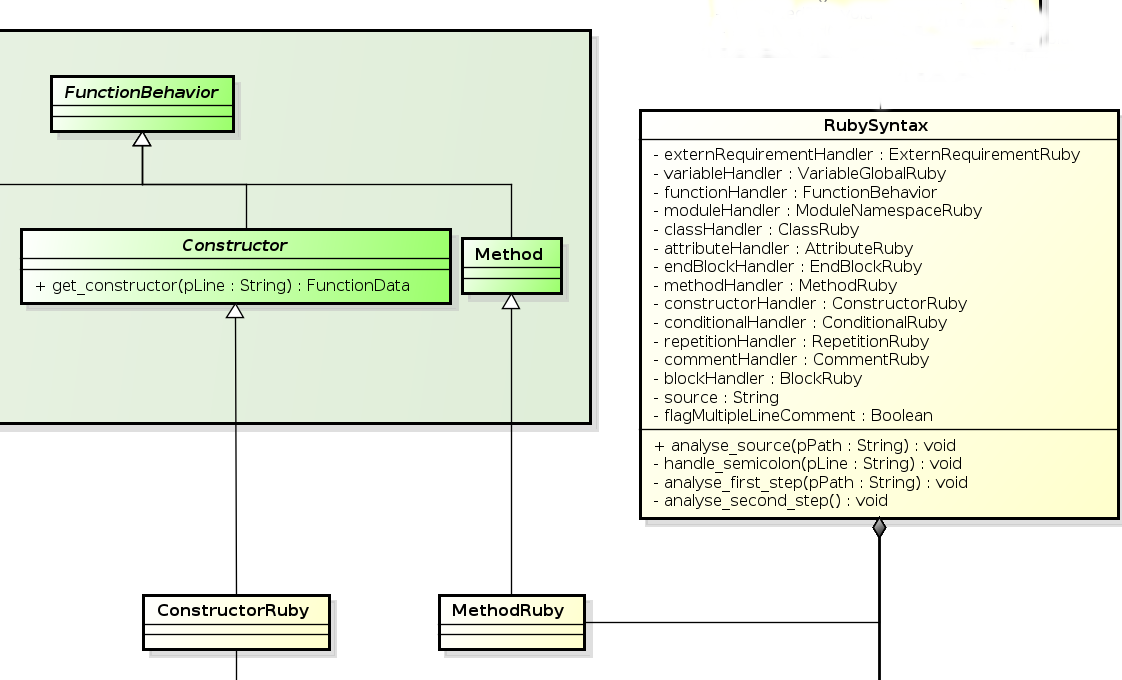 FunctionBehavior
Constructor
+ get_constructor(pLine : String) : FunctionData
Method
ConstructorRuby
MethodRuby
RubySyntax
- externRequirementHandler : ExternRequirementRuby
- variableHandler : VariableGlobalRuby
- functionHandler : FunctionBehavior
- moduleHandler : ModuleNamespaceRuby
- classHandler : ClassRuby
- attributeHandler : AttributeRuby
- endBlockHandler : EndBlockRuby
- methodHandler : MethodRuby
- constructorHandler : ConstructorRuby
- conditionalHandler : ConditionalRuby
- repetitionHandler : RepetitionRuby
- commentHandler : CommentRuby
- blockHandler : BlockRuby
- source : String
- flagMultipleLineComment : Boolean
+ analyse_source(pPath : String) : void
- handle_semicolon(pLine : String) : void
- analyse_first_step(pPath : String) : void
- analyse_second_step() : void